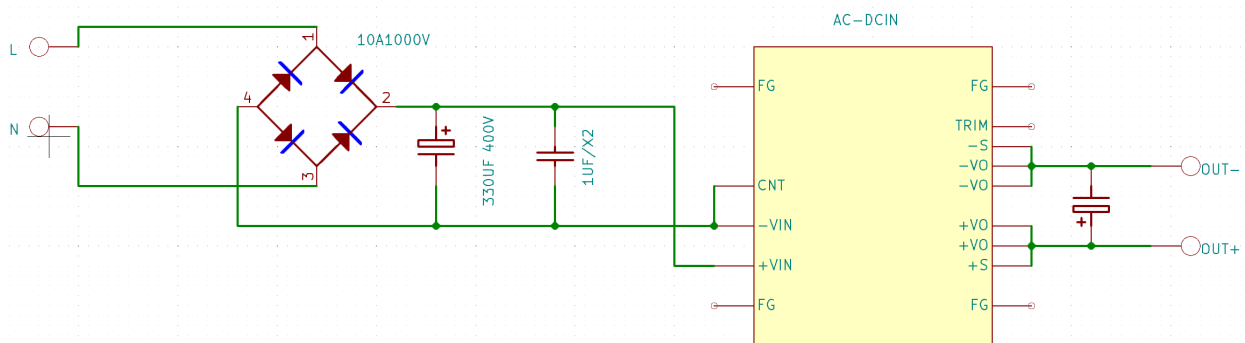 AC-DCIN
10A1000V
L
1
FG
FG
4
2
N
TRIM
-S
-VO
-VO
330UF 400V
1UF/X2
OUT-
3
CNT
-VIN
+VIN
+VO
+VO
+S
OUT+
FG
FG